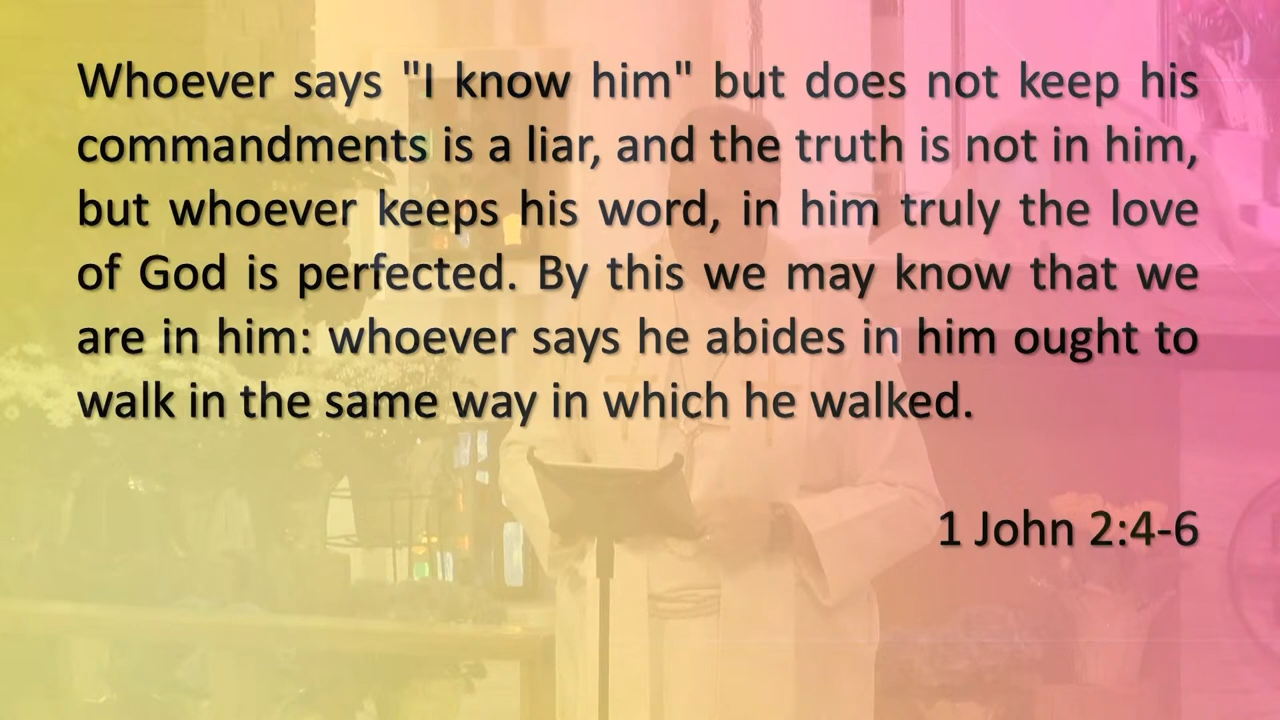 Whoever says "I know him" but does not keep his
commandments is a liar, and the truth is not in him,
but whoever keeps his word, in him truly the love
of God is perfected. By this we may know that we
are in him: whoever says he abides in him ought to
walk in the same way in which he walked.
1 John 2:4-6